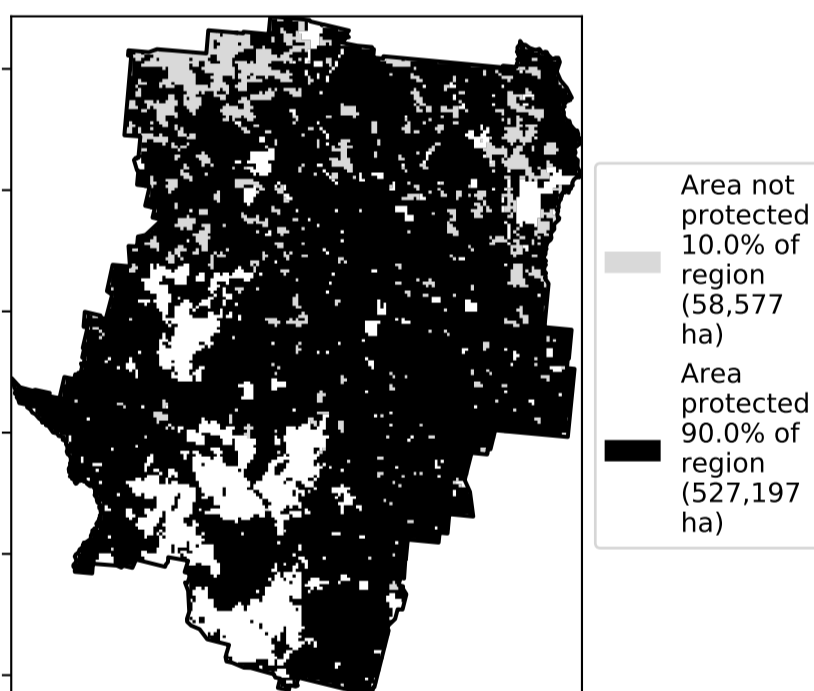 Area not
protected
10.0% of
region
(58,577
ha)
Area
protected
90.0% of
region
(527,197
ha)